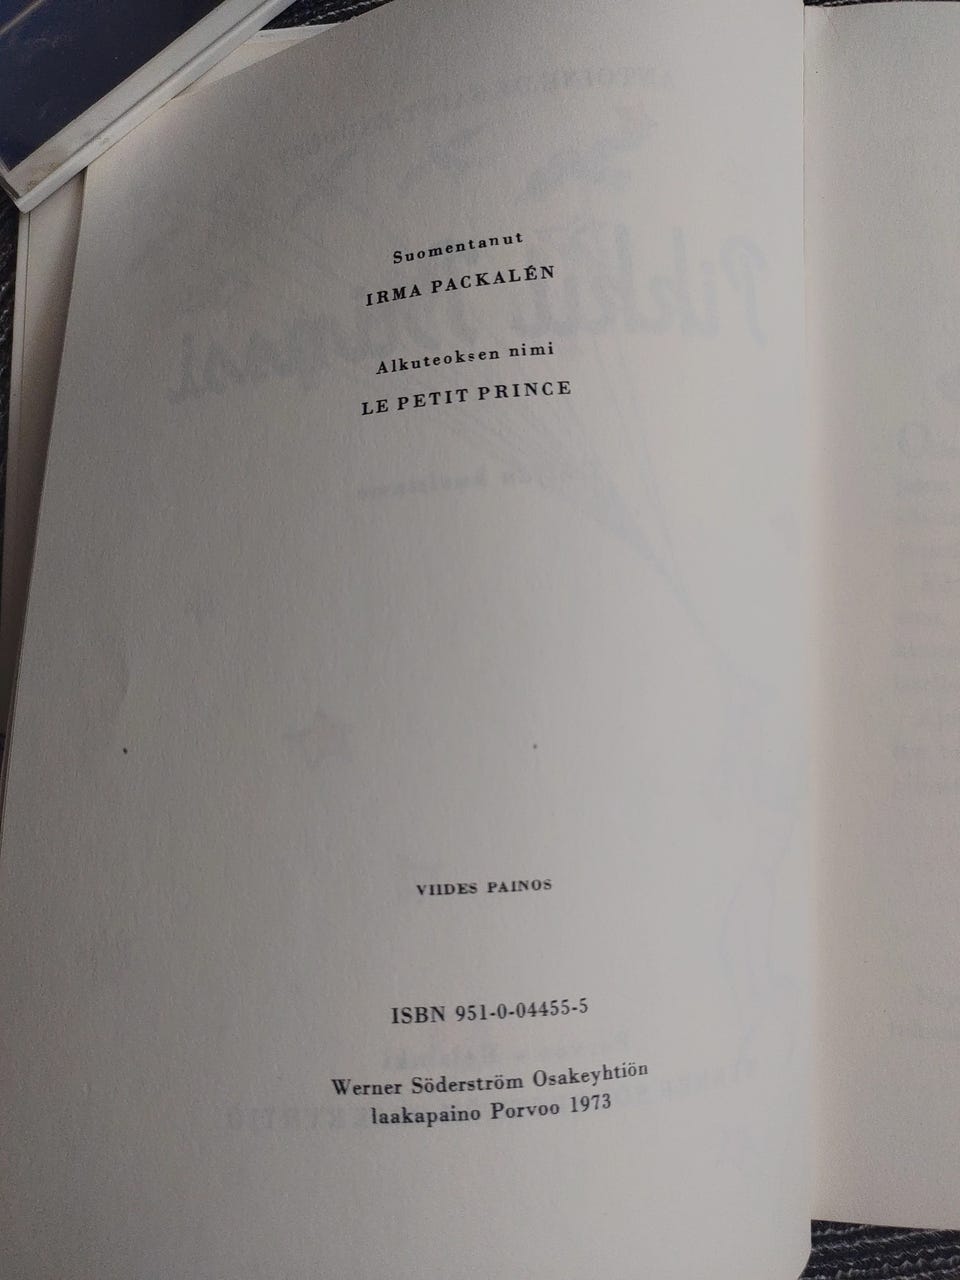 Suomentanut
IRMA PACKALÉN
Alkuteoksen nimi
LE PETIT PRINCE
VIIDES PAINOS
ISBN 951-0-04455-5
Werner Söderström Osakeyhtiön
laakapaino Porvoo 1973